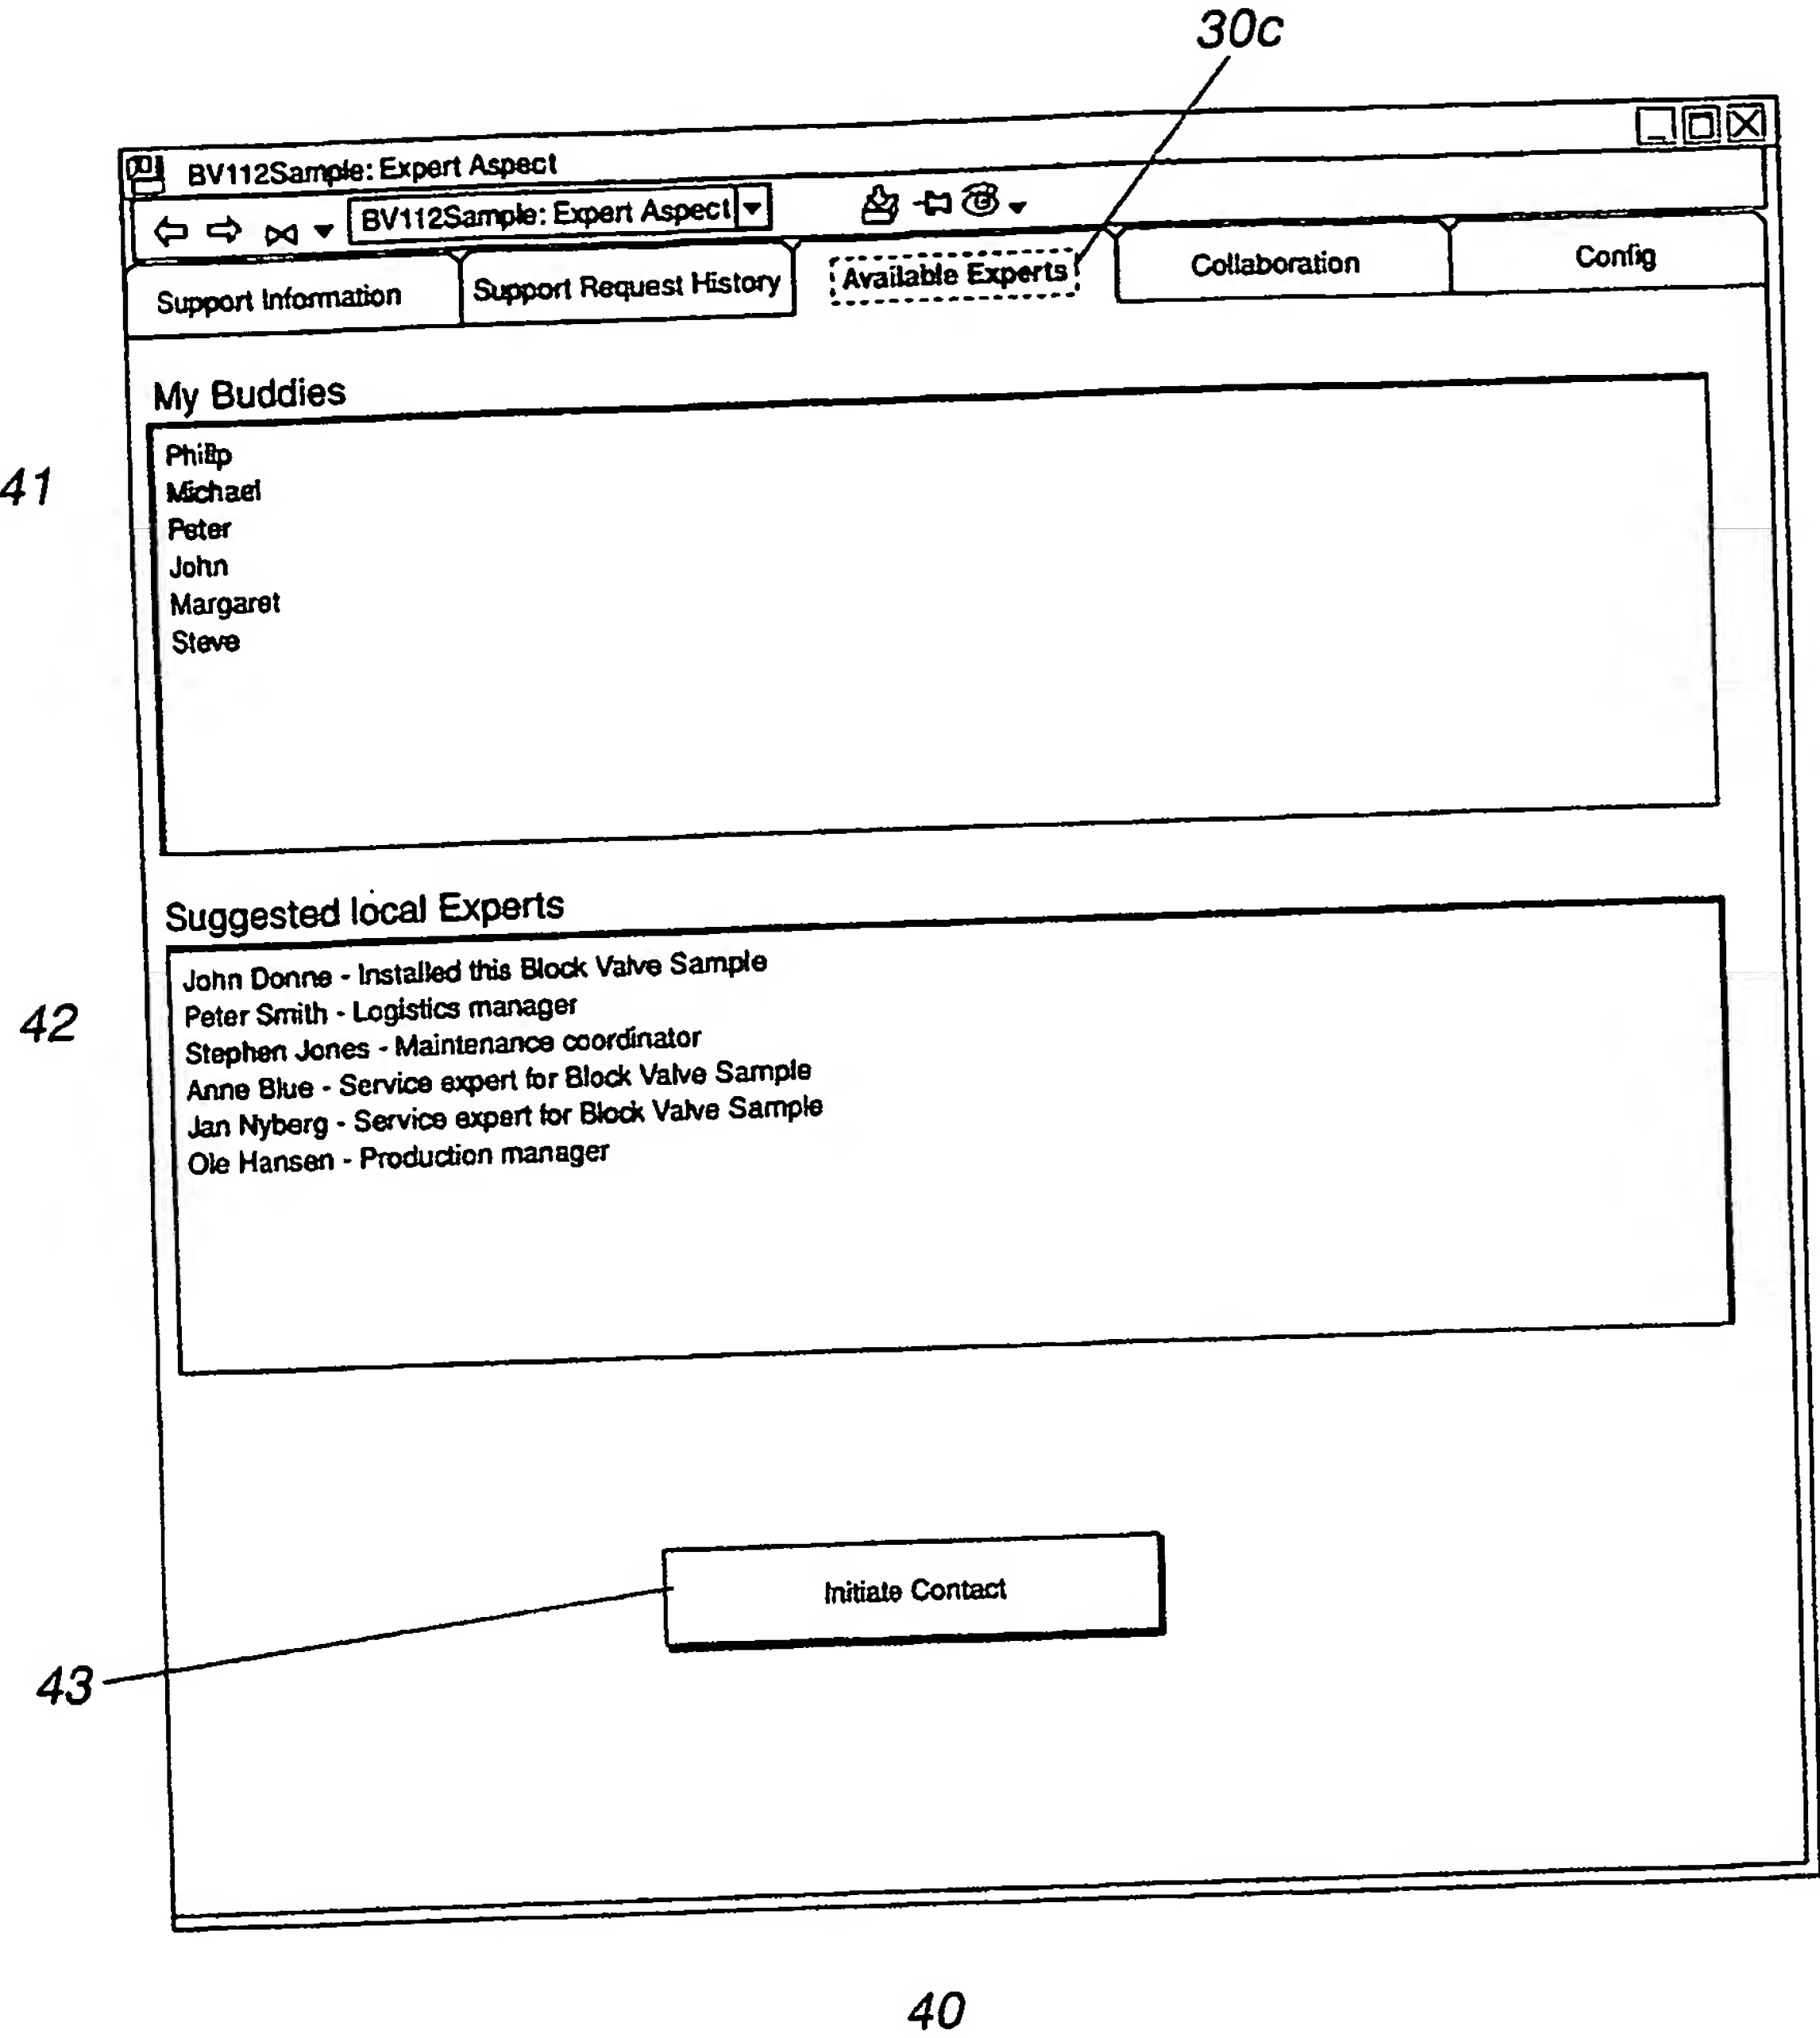 30c
BV112Sample: Expert Aspect
BV112Sample: Expert Aspect
Support Information Support Request History Available Experts Collaboration Config
My Buddies
41
Philip
Michael
Peter
John
Margaret
Steve
Suggested local Experts
42
John Donne - Installed this Block Valve Sample
Peter Smith - Logistics manager
Stephen Jones - Maintenance coordinator
Anne Blue - Service expert for Block Valve Sample
Jan Nyberg - Service expert for Block Valve Sample
Ole Hansen - Production manager
Initiate Contact
43
40